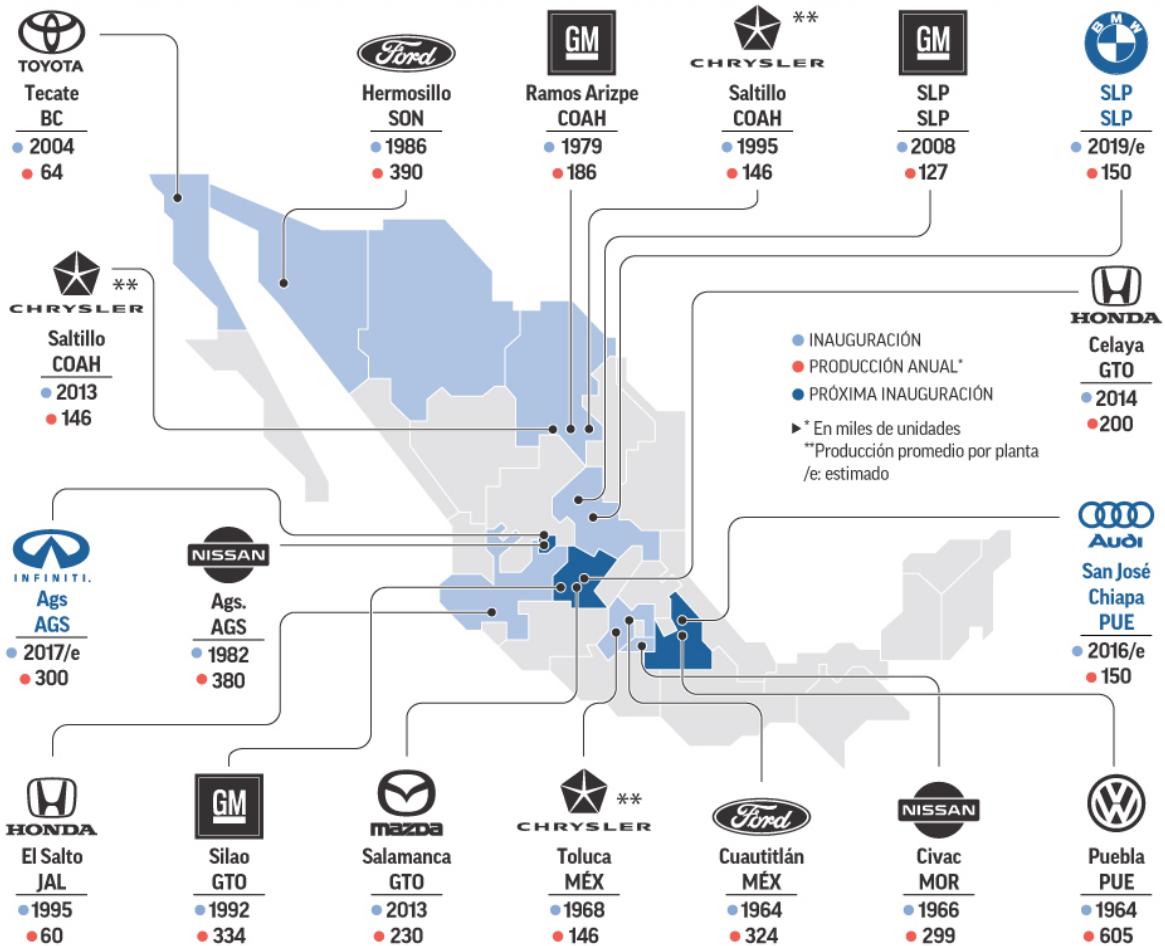 TOYOTA
Tecate
BC
2004
64
Ford
Hermosillo
SON
1986
390
GM
Ramos Arizpe
COAH
1979
186
CHRYSLER **
Saltillo
COAH
1995
146
GM
SLP
SLP
2008
127
BMW
SLP
SLP
2019/e
150
CHRYSLER **
Saltillo
COAH
2013
146
HONDA
Celaya
GTO
2014
200
INAUGURACIÓN
PRODUCCIÓN ANUAL*
PRÓXIMA INAUGURACIÓN
▶* En miles de unidades
**Producción promedio por planta
/e: estimado
INFINITI.
Ags
AGS
2017/e
300
NISSAN
Ags.
AGS
1982
380
Audi
San José
Chiapa
PUE
2016/e
150
HONDA
El Salto
JAL
1995
60
GM
Silao
GTO
1992
334
mazda
Salamanca
GTO
2013
230
CHRYSLER **
Toluca
MÉX
1968
146
Ford
Cuautitlán
MÉX
1964
324
NISSAN
Civac
MOR
1966
299
VW
Puebla
PUE
1964
605